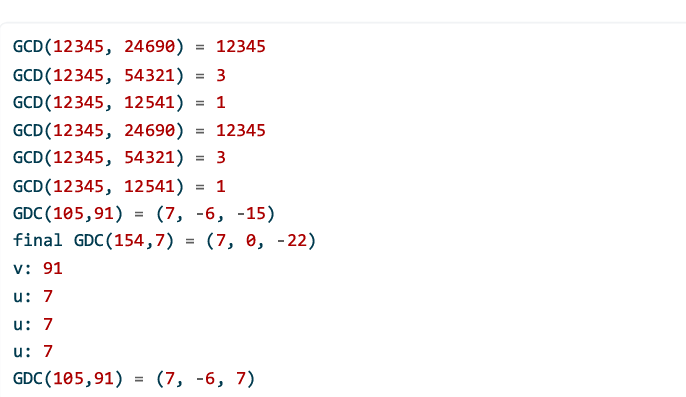 GCD(12345, 24690) = 12345
GCD(12345, 54321) = 3
GCD(12345, 12541) = 1
GCD(12345, 24690) = 12345
GCD(12345, 54321) = 3
GCD(12345, 12541) = 1
GDC(105,91) = (7, -6, -15)
final GDC(154,7) = (7, 0, -22)
v: 91
u: 7
u: 7
u: 7
GDC(105,91) = (7, -6, 7)